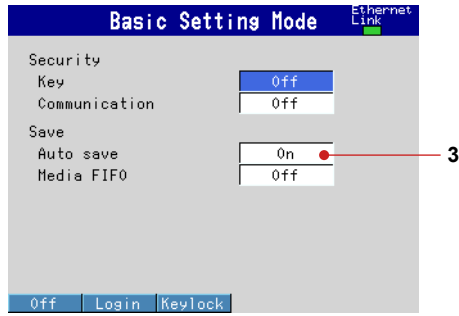 Basic Setting Mode
Ethernet
Link
Security
Key Off
Communication Off
Save
Auto save On 3
Media FIFO Off
Off Login Keylock